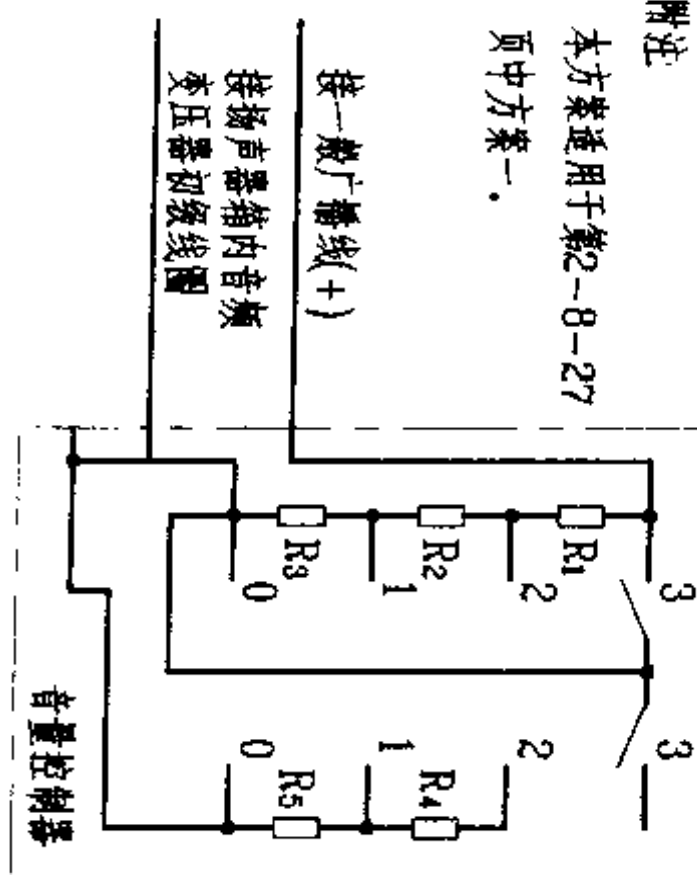 附注
本方案适用于第2-8-27
页中方案一.
接一般广播线(+)
接扬声器箱内音频
变压器初级线圈
3
2
1
0
R1
R2
R3
3
2
1
0
R4
R5
音量控制器